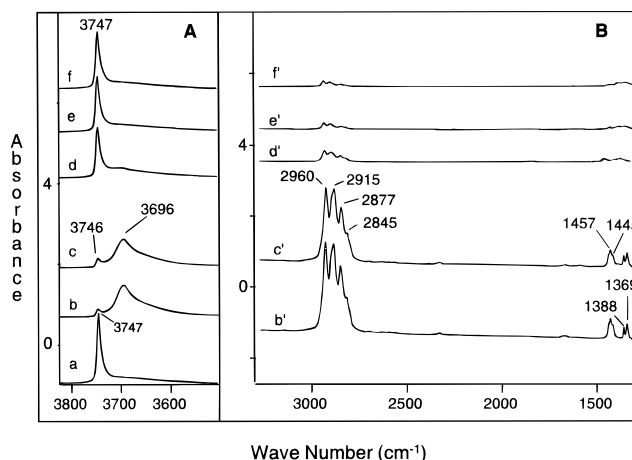 3747
A
B
f
f'
e
e'
d
d'
4
4
2960
2915
2877
2845
3746
3696
c
c'
1457
b
b'
3747
0
0
1388
a
3800
3700
3600
3000
2500
2000
1500
Absorbance
Wave Number (cm-1)